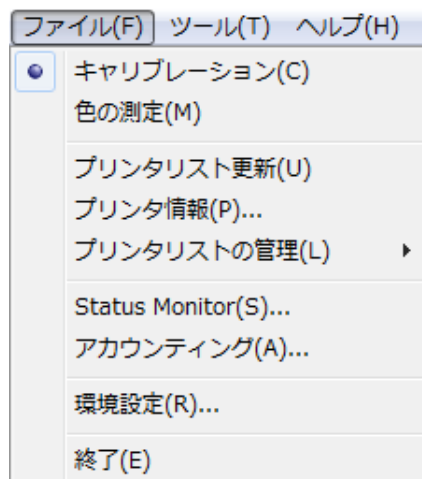 ファイル(F) ツール(T) ヘルプ(H)
キャリブレーション(C)
色の測定(M)
プリンタリスト更新(U)
プリンタ情報(P)...
プリンタリストの管理(L)
Status Monitor(S)...
アカウンティング(A)...
環境設定(R)...
終了(E)